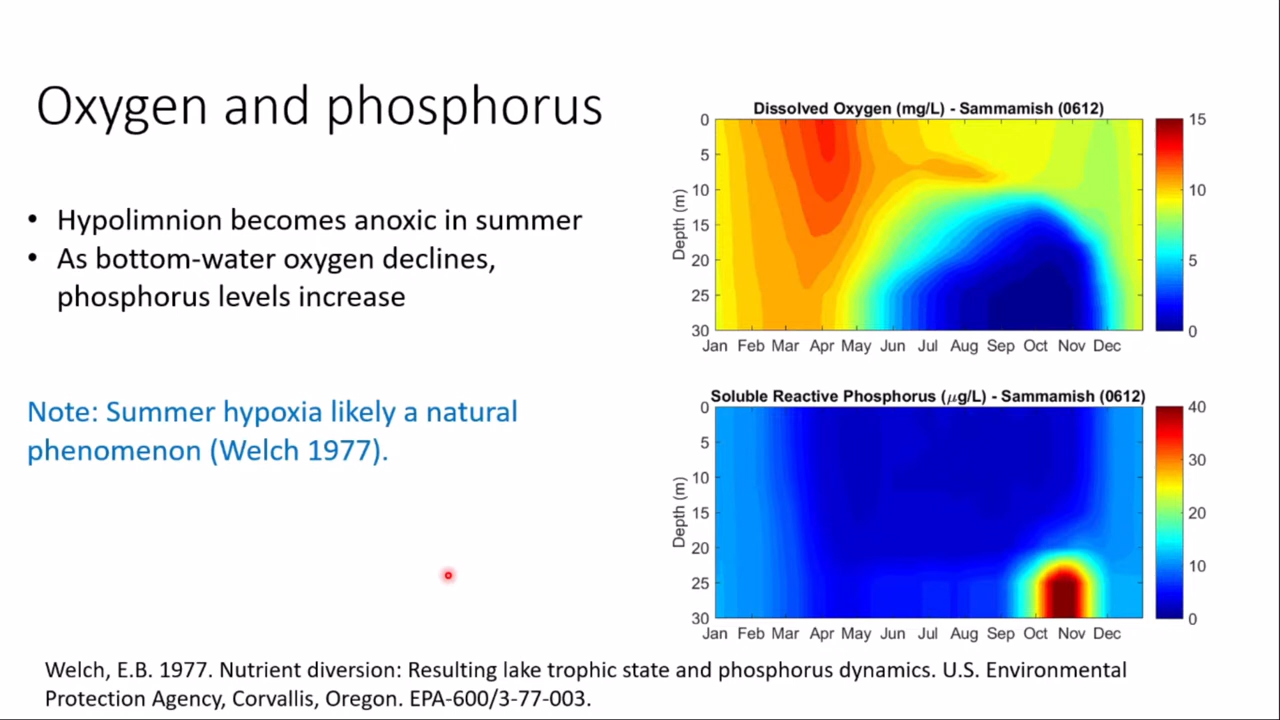 Oxygen and phosphorus
• Hypolimnion becomes anoxic in summer
• As bottom-water oxygen declines,
phosphorus levels increase
Note: Summer hypoxia likely a natural
phenomenon (Welch 1977).
Dissolved Oxygen (mg/L) - Sammamish (0612)
Depth (m)
0
5
10
15
20
25
30
Jan Feb Mar Apr May Jun Jul Aug Sep Oct Nov Dec
15
10
5
0
Soluble Reactive Phosphorus (μg/L) - Sammamish (0612)
Depth (m)
0
5
10
15
20
25
30
Jan Feb Mar Apr May Jun Jul Aug Sep Oct Nov Dec
40
30
20
10
0
Welch, E.B. 1977. Nutrient diversion: Resulting lake trophic state and phosphorus dynamics. U.S. Environmental
Protection Agency, Corvallis, Oregon. EPA-600/3-77-003.